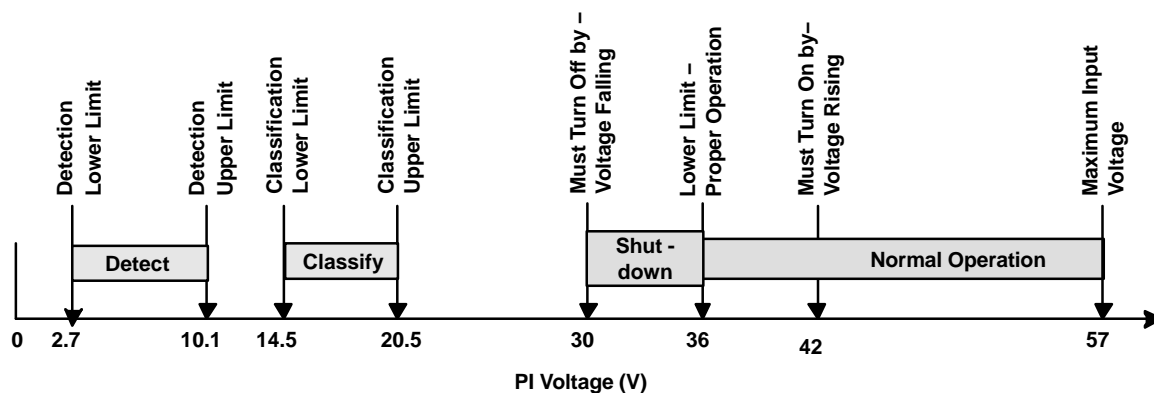 Detection
Lower Limit
Detection
Upper Limit
Classification
Lower Limit
Classification
Upper Limit
Must Turn Off by –
Voltage Falling
Lower Limit –
Proper Operation
Must Turn On by–
Voltage Rising
Maximum Input
Voltage
Detect
Classify
Shut -
down
Normal Operation
0
2.7
10.1
14.5
20.5
30
36
42
57
PI Voltage (V)